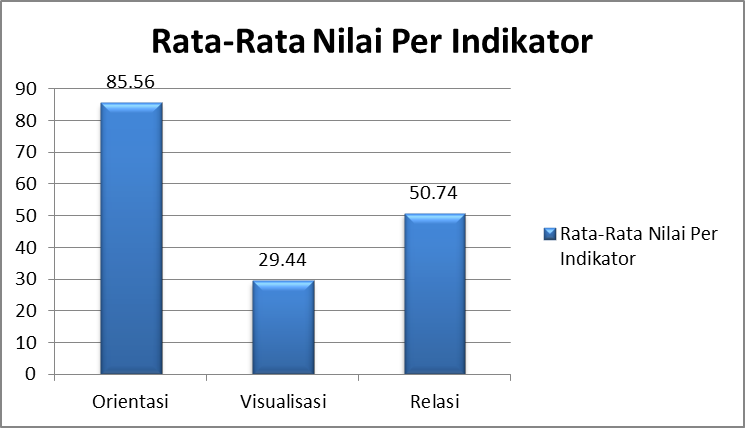 Rata-Rata Nilai Per Indikator
90
80
70
60
50
40
30
20
10
0
85.56
29.44
50.74
Orientasi
Visualisasi
Relasi
Rata-Rata Nilai Per
Indikator